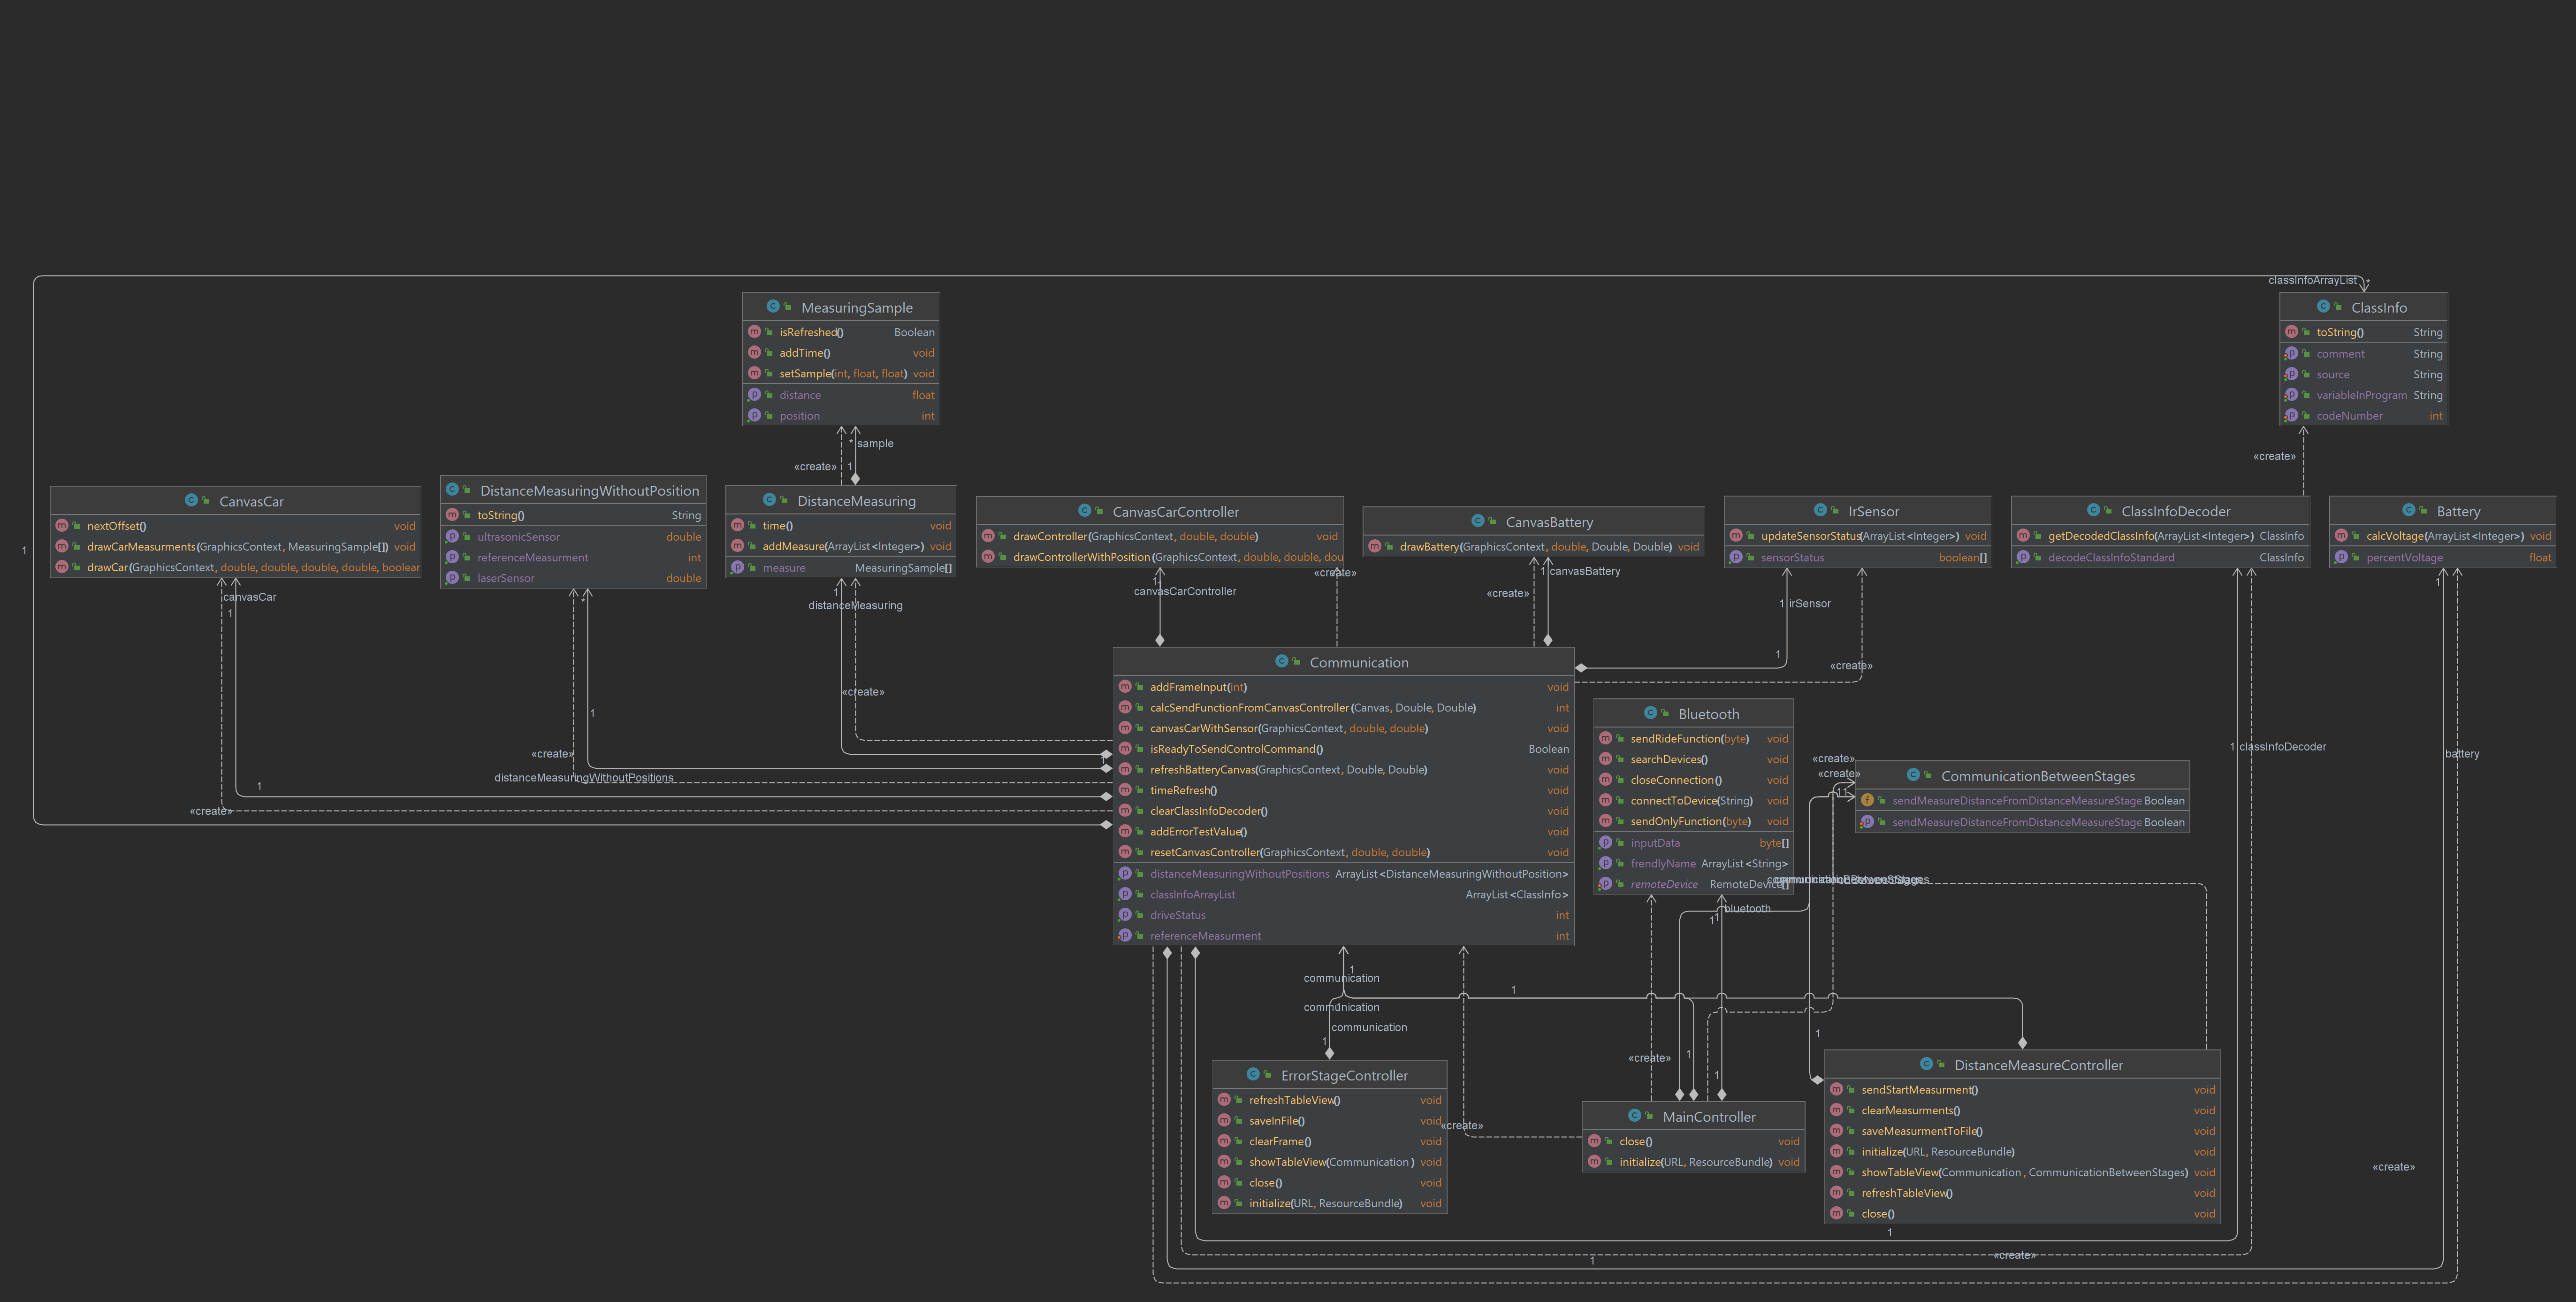 classInfoArrayList *
MeasuringSample
isRefreshed() Boolean
addTime() void
setSample(int, float, float) void
distance float
position int
ClassInfo
toString() String
comment String
source String
variableInProgram String
codeNumber int
* sample
«create» 1
«create»
CanvasCar
nextOffset() void
drawCarMeasurments(GraphicsContext, MeasuringSample[]) void
drawCar(GraphicsContext, double, double, double, double, boolear
DistanceMeasuringWithoutPosition
toString() String
ultrasonicSensor double
referenceMeasurment int
laserSensor double
DistanceMeasuring
time() void
addMeasure(ArrayList<Integer>) void
measure MeasuringSample[]
CanvasCarController
drawController(GraphicsContext, double, double) void
drawControllerWithPosition(GraphicsContext, double, double, dou
CanvasBattery
drawBattery(GraphicsContext, double, Double, Double) void
IrSensor
updateSensorStatus(ArrayList<Integer>) void
sensorStatus boolean[]
ClassInfoDecoder
getDecodedClassInfo(ArrayList<Integer>) ClassInfo
decodeClassInfoStandard ClassInfo
Battery
calcVoltage(ArrayList<Integer>) void
percentVoltage float
1
canvasCar
1
*
1
distanceMeasuring
1
canvasCarController
«create»
1 canvasBattery
«create»
1 irSensor
1
«create»
1
«create»
1
«create»
distanceMeasuringWithoutPositions
1
«create»
1
1 classInfoDecoder
battery
Communication
addFrameInput(int) void
calcSendFunctionFromCanvasController(Canvas, Double, Double) int
canvasCarWithSensor(GraphicsContext, double, double) void
isReadyToSendControlCommand() Boolean
refreshBatteryCanvas(GraphicsContext, Double, Double) void
timeRefresh() void
clearClassInfoDecoder() void
addErrorTestValue() void
resetCanvasController(GraphicsContext, double, double) void
distanceMeasuringWithoutPositions ArrayList<DistanceMeasuringWithoutPosition>
classInfoArrayList ArrayList<ClassInfo>
driveStatus int
referenceMeasurment int
Bluetooth
sendRideFunction(byte) void
searchDevices() void
closeConnection() void
connectToDevice(String) void
sendOnlyFunction(byte) void
inputData byte[]
frendlyName ArrayList<String>
remoteDevice RemoteDevice[]
«create»
«create»
11
CommunicationBetweenStages
sendMeasureDistanceFromDistanceMeasureStage Boolean
sendMeasureDistanceFromDistanceMeasureStage Boolean
communicationBetweenStages
bluetooth
1 1
1
communication
1
communication
communication
1
1
«create»
1
1
1
«create»
ErrorStageController
refreshTableView() void
saveInFile() void
clearFrame() void
showTableView(Communication) void
close() void
initialize(URL, ResourceBundle) void
MainController
close() void
initialize(URL, ResourceBundle) void
DistanceMeasureController
sendStartMeasurment() void
clearMeasurments() void
saveMeasurmentToFile() void
initialize(URL, ResourceBundle) void
showTableView(Communication, CommunicationBetweenStages) void
refreshTableView() void
close() void
«create»
1
«create»
1